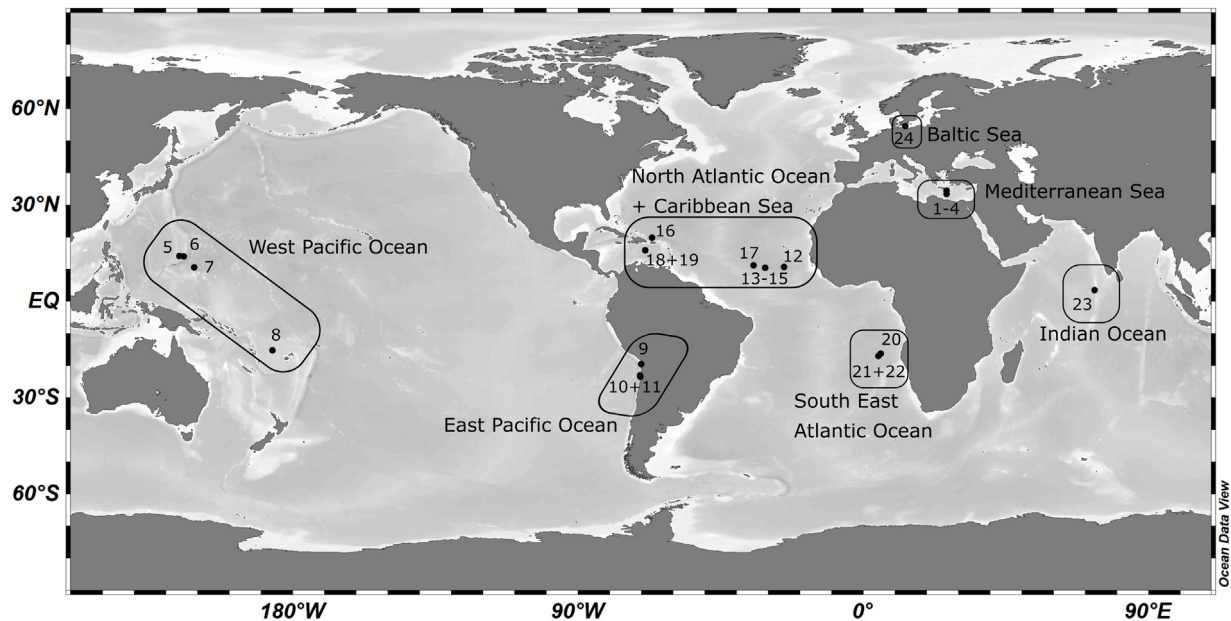 60°N
30°N
EQ
30°S
60°S
24
Baltic Sea
North Atlantic Ocean
+ Caribbean Sea
Mediterranean Sea
1-4
5
6
7
West Pacific Ocean
8
16
18+19
17
12
13-15
23
Indian Ocean
9
10+11
East Pacific Ocean
20
21+22
South East
Atlantic Ocean
180°W
90°W
0°
90°E
Ocean Data View